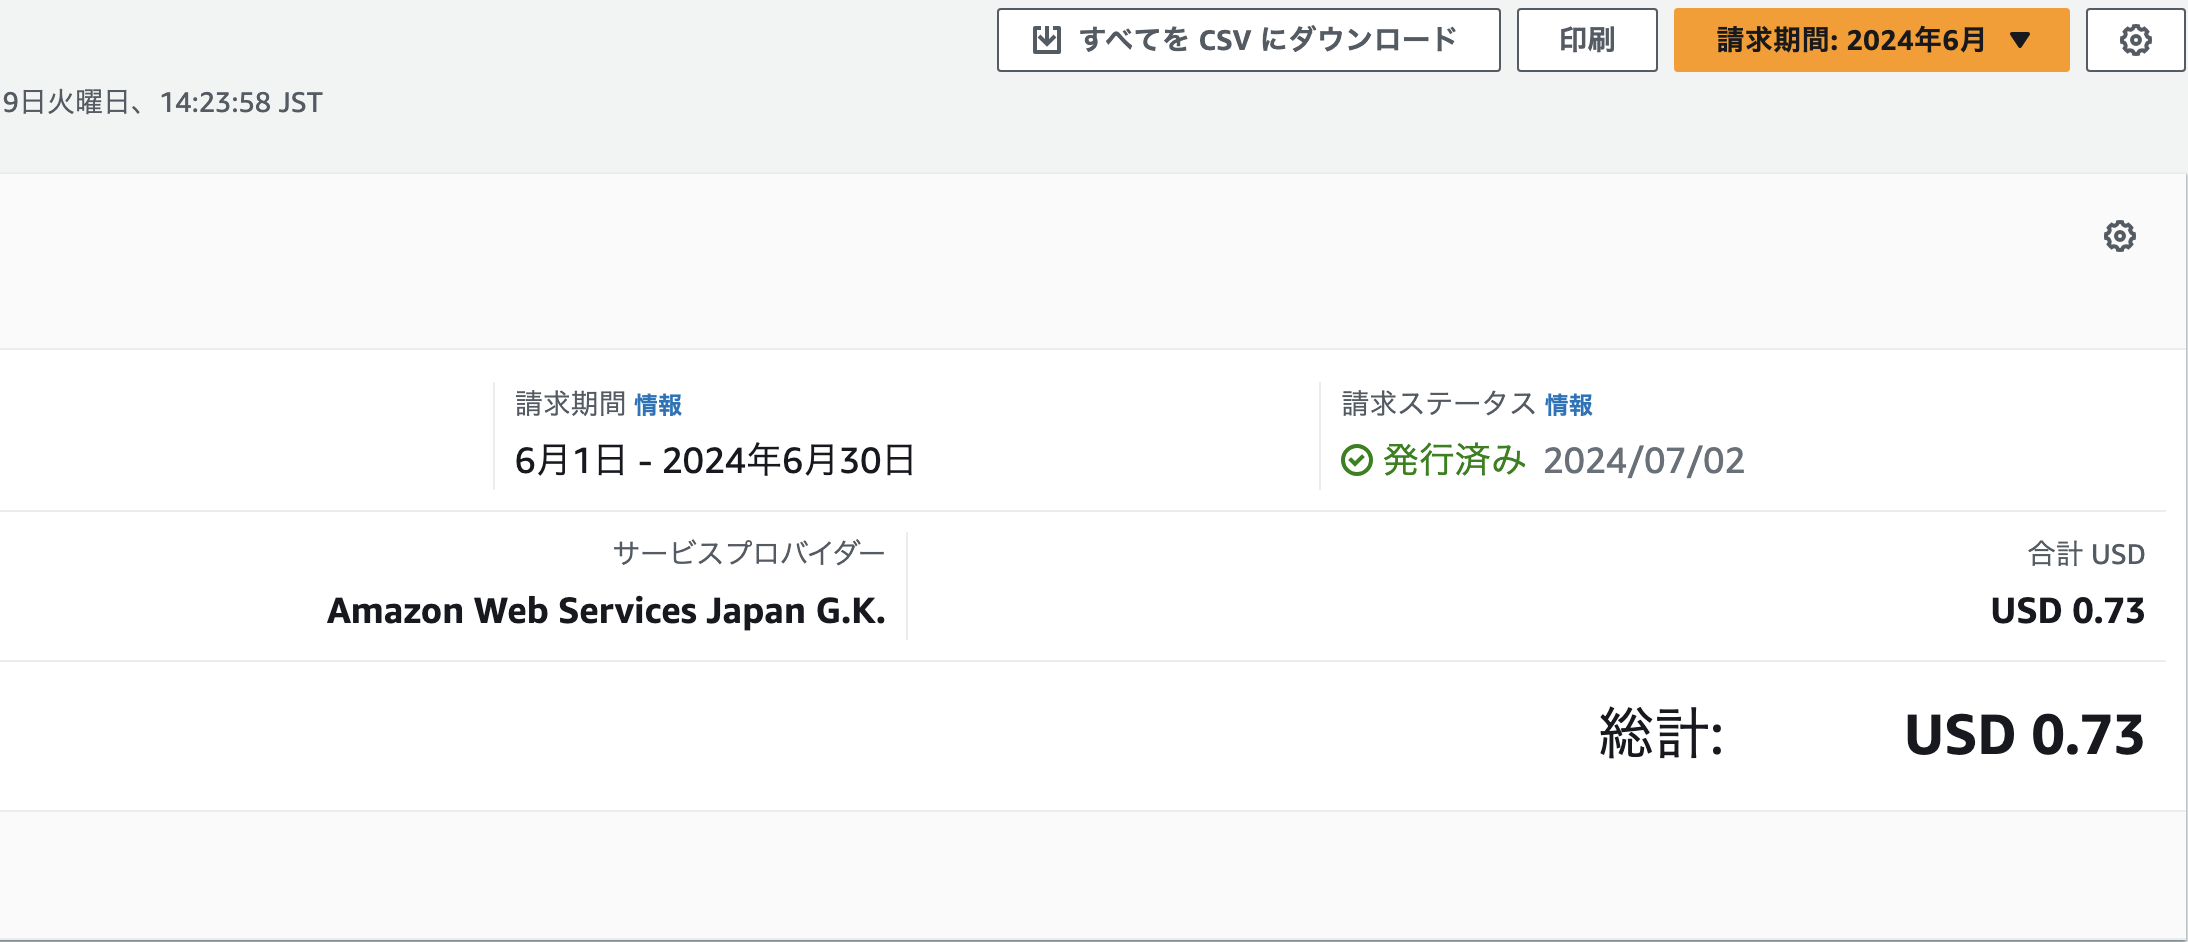 すべてを CSV にダウンロード
印刷
請求期間: 2024年6月
9日火曜日、14:23:58 JST
請求期間 情報
6月1日 - 2024年6月30日
請求ステータス 情報
発行済み 2024/07/02
サービスプロバイダー
Amazon Web Services Japan G.K.
合計 USD
USD 0.73
総計: USD 0.73